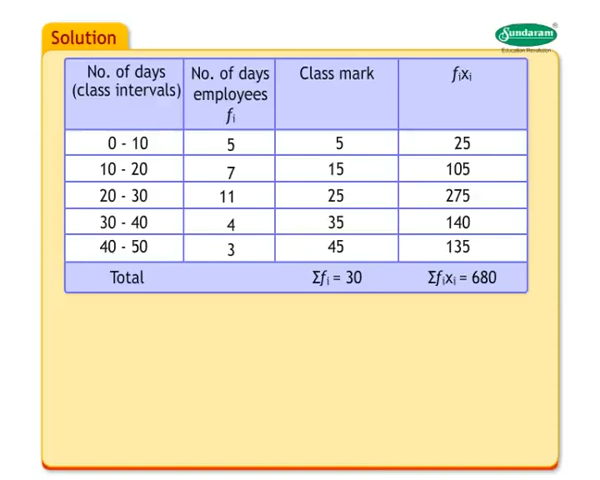 Solution
Sundaram
®
Education Revolution
No. of days (class intervals) No. of days employees fi Class mark fixi
0 - 10 5 5 25
10 - 20 7 15 105
20 - 30 11 25 275
30 - 40 4 35 140
40 - 50 3 45 135
Total Σfi = 30 Σfixi = 680